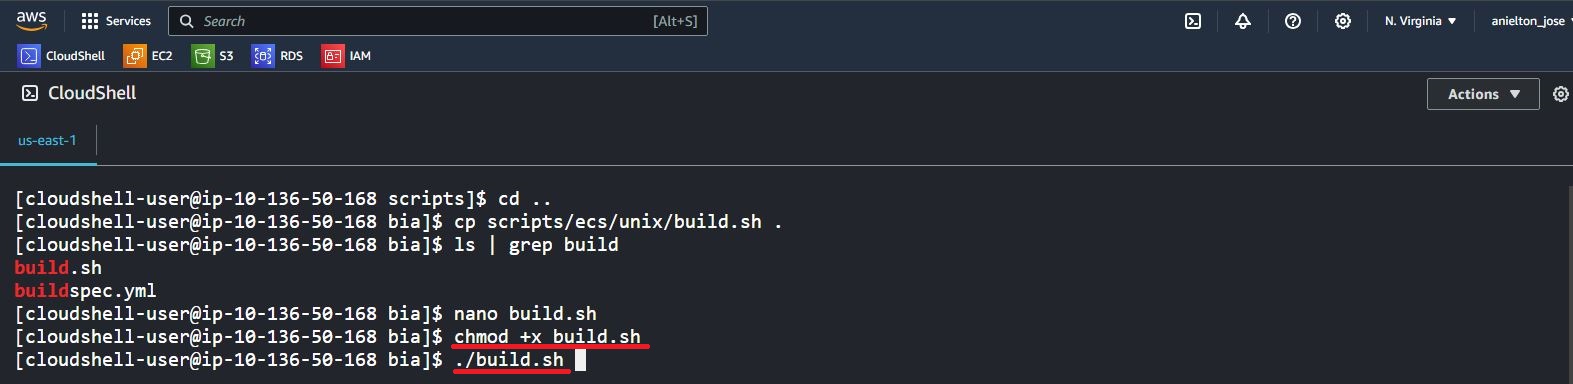 aws Services Search [Alt+S] N. Virginia anielton_jose
CloudShell EC2 S3 RDS IAM
CloudShell Actions
us-east-1
[cloudshell-user@ip-10-136-50-168 scripts]$ cd ..
[cloudshell-user@ip-10-136-50-168 bia]$ cp scripts/ecs/unix/build.sh .
[cloudshell-user@ip-10-136-50-168 bia]$ ls | grep build
build.sh
buildspec.yml
[cloudshell-user@ip-10-136-50-168 bia]$ nano build.sh
[cloudshell-user@ip-10-136-50-168 bia]$ chmod +x build.sh
[cloudshell-user@ip-10-136-50-168 bia]$ ./build.sh